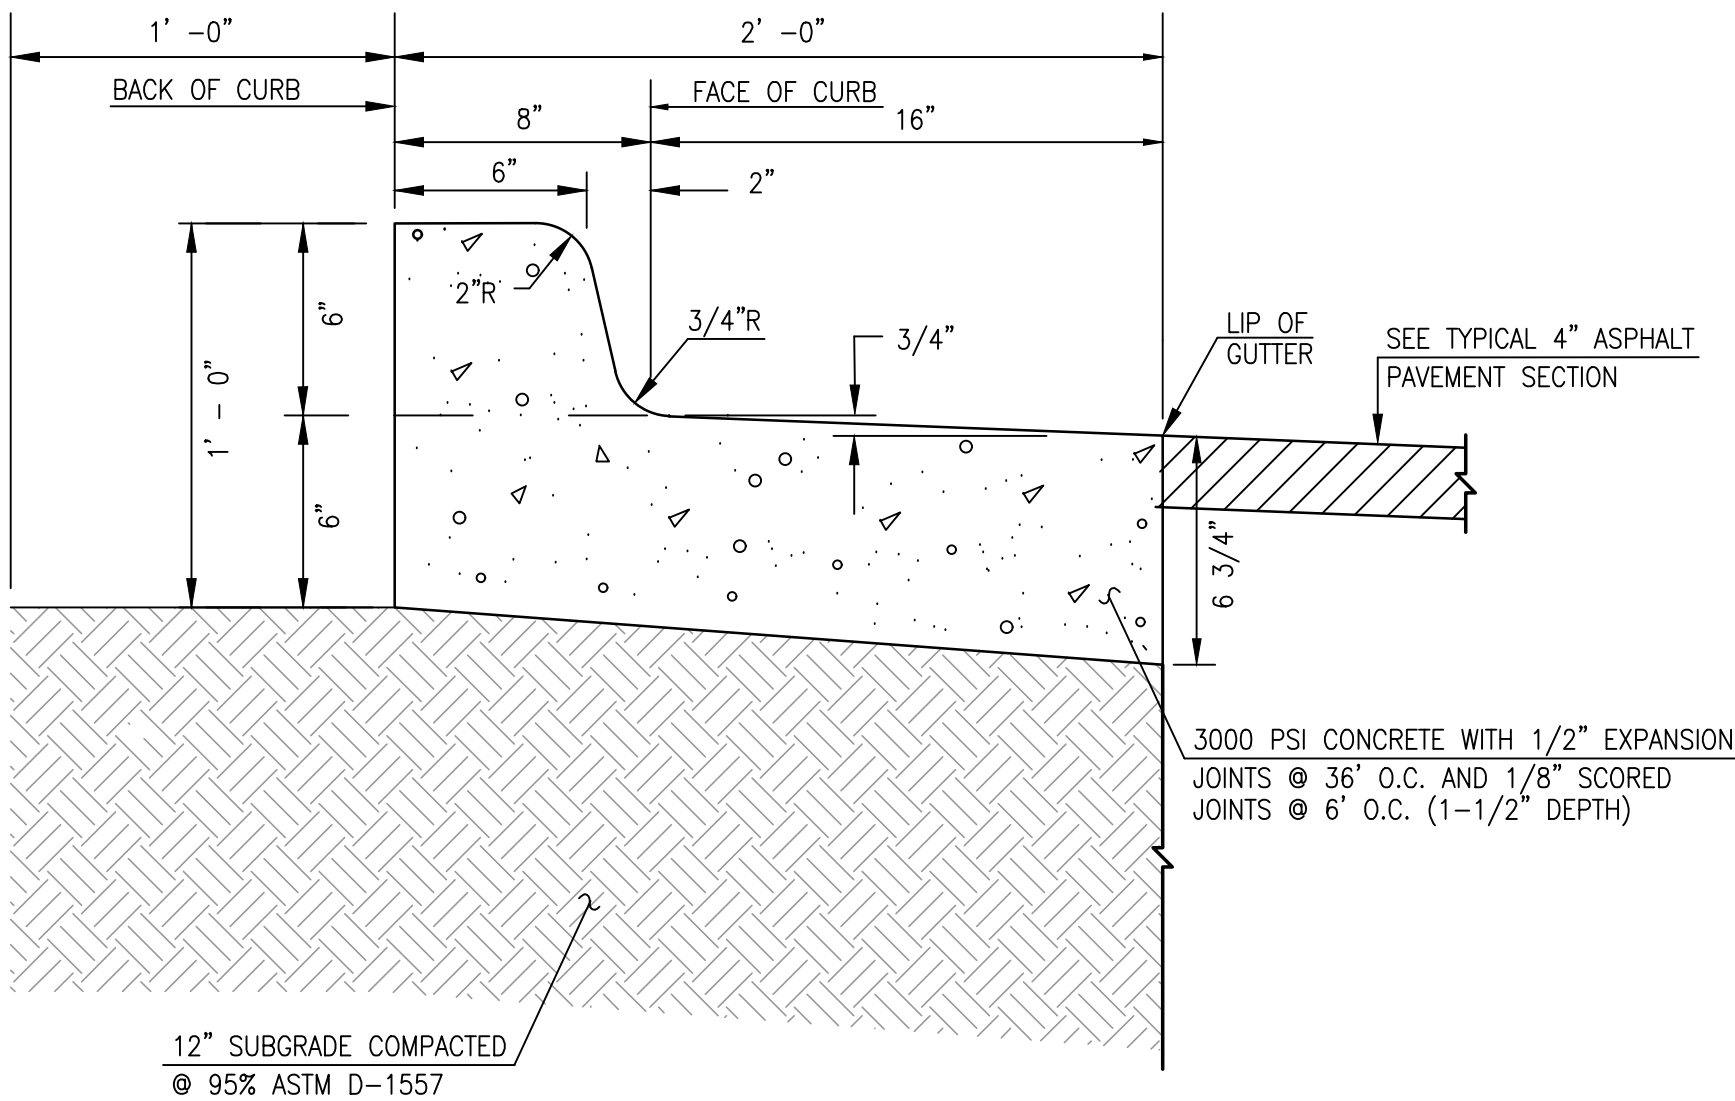 1' -0"
2' -0"
BACK OF CURB
FACE OF CURB
8"
16"
6"
2"
2"R
6"
3/4"R
3/4"
LIP OF
GUTTER
SEE TYPICAL 4" ASPHALT
PAVEMENT SECTION
1' - 0"
6"
6 3/4"
3000 PSI CONCRETE WITH 1/2" EXPANSION
JOINTS @ 36' O.C. AND 1/8" SCORED
JOINTS @ 6' O.C. (1-1/2" DEPTH)
12" SUBGRADE COMPACTED
@ 95% ASTM D-1557